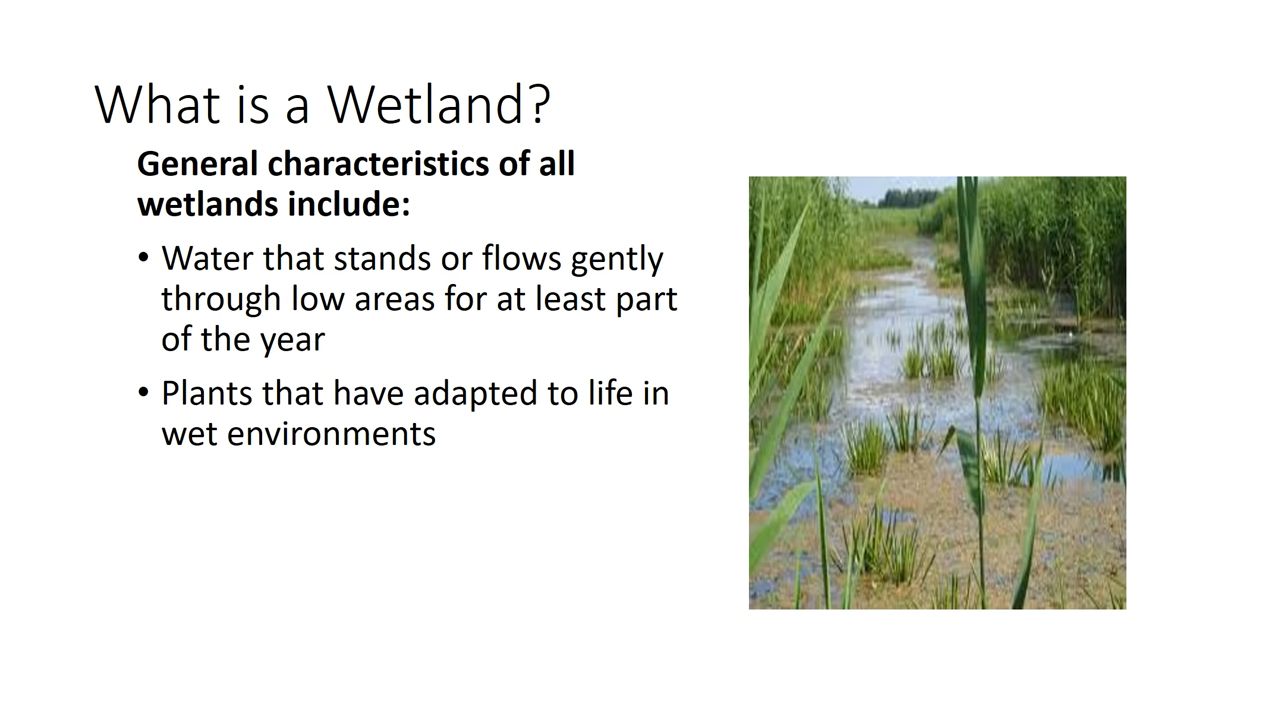 What is a Wetland?
General characteristics of all
wetlands include:
• Water that stands or flows gently
through low areas for at least part
of the year
• Plants that have adapted to life in
wet environments